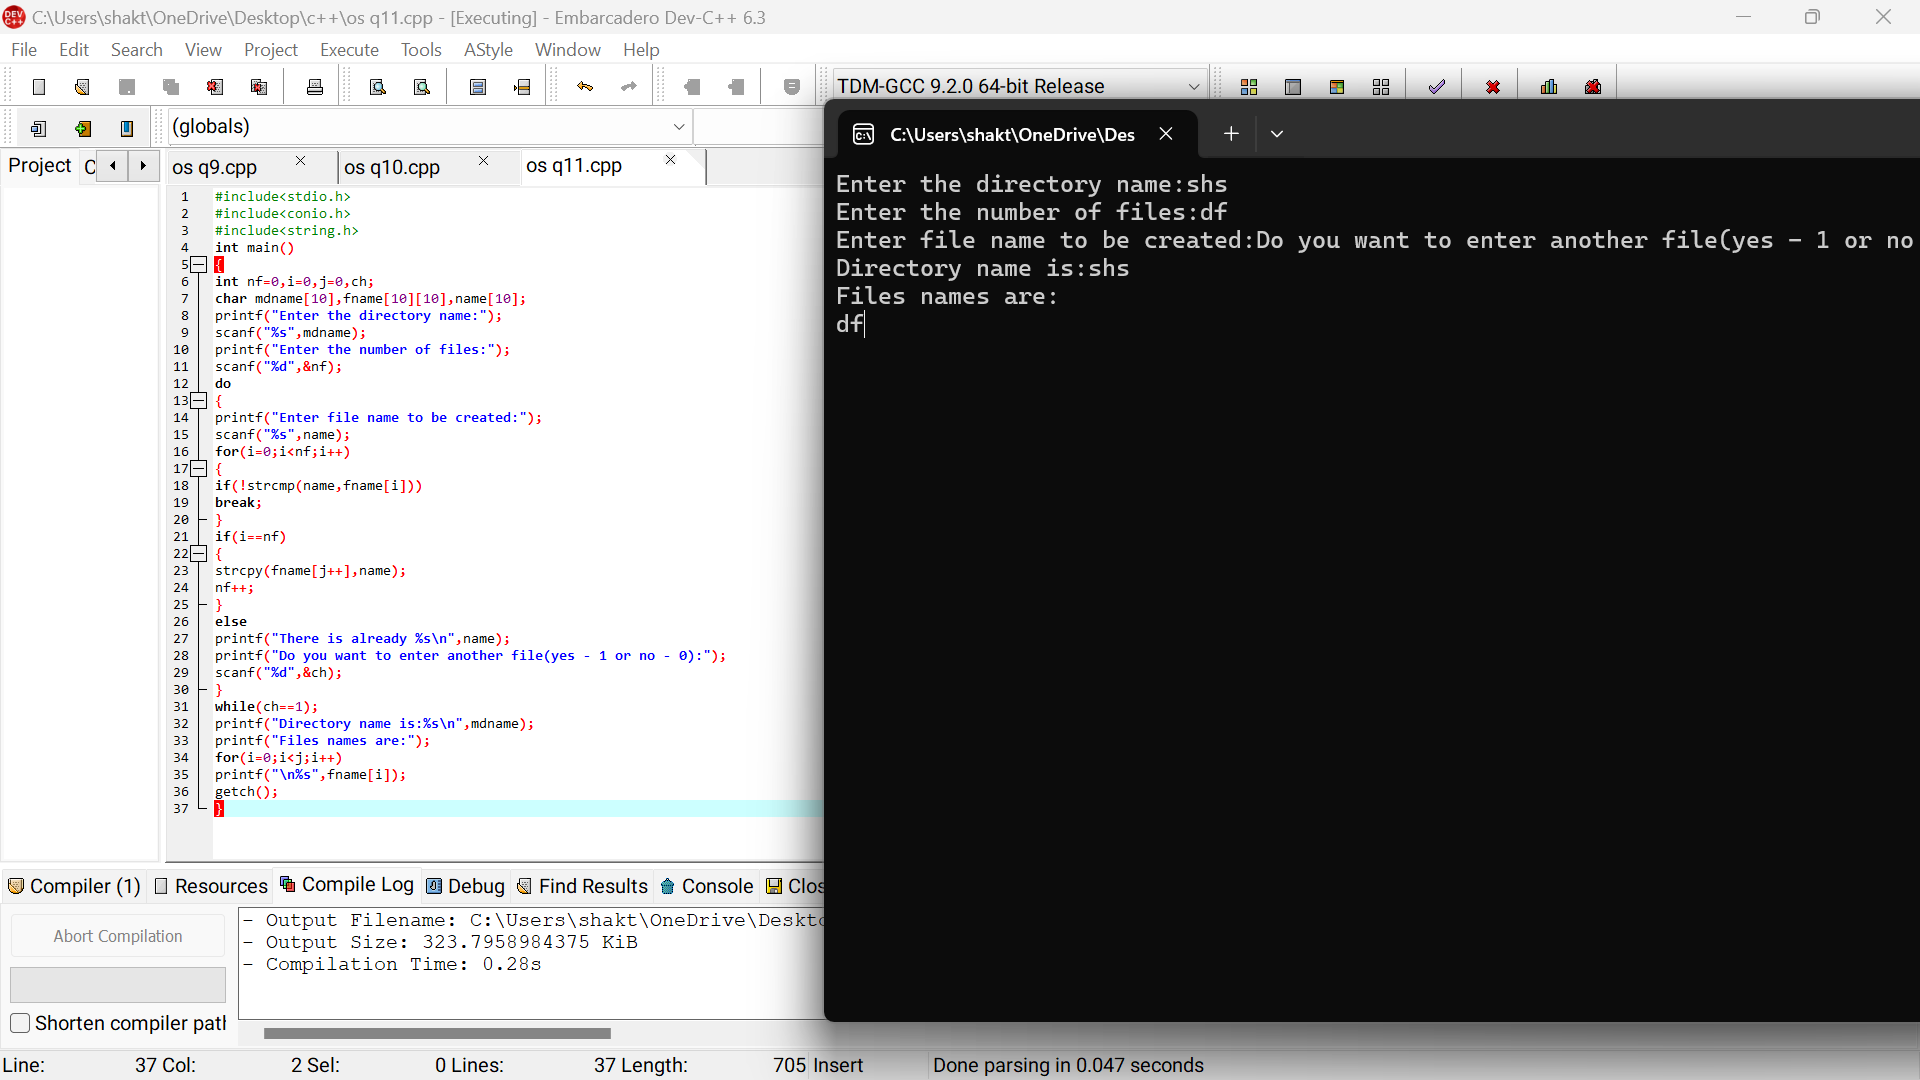 C:\Users\shakt\OneDrive\Desktop\c++\os q11.cpp - [Executing] - Embarcadero Dev-C++ 6.3
File Edit Search View Project Execute Tools AStyle Window Help
TDM-GCC 9.2.0 64-bit Release
(globals)
Project C
os q9.cpp os q10.cpp os q11.cpp
1 #include<stdio.h>
2 #include<conio.h>
3 #include<string.h>
4 int main()
5 {
6 int nf=0,i=0,j=0,ch;
7 char mdname[10],fname[10][10],name[10];
8 printf("Enter the directory name:");
9 scanf("%s",mdname);
10 printf("Enter the number of files:");
11 scanf("%d",&nf);
12 do
13 {
14 printf("Enter file name to be created:");
15 scanf("%s",name);
16 for(i=0;i<nf;i++)
17 {
18 if(!strcmp(name,fname[i]))
19 break;
20 }
21 if(i==nf)
22 {
23 strcpy(fname[j++],name);
24 nf++;
25 }
26 else
27 printf("There is already %s\n",name);
28 printf("Do you want to enter another file(yes - 1 or no - 0):");
29 scanf("%d",&ch);
30 }
31 while(ch==1);
32 printf("Directory name is:%s\n",mdname);
33 printf("Files names are:");
34 for(i=0;i<j;i++)
35 printf("\n%s",fname[i]);
36 getch();
37 }
C:\Users\shakt\OneDrive\Des
Enter the directory name:shs
Enter the number of files:df
Enter file name to be created:Do you want to enter another file(yes - 1 or no
Directory name is:shs
Files names are:
df
Compiler (1) Resources Compile Log Debug Find Results Console Clos
Abort Compilation
Shorten compiler path
- Output Filename: C:\Users\shakt\OneDrive\Deskto
- Output Size: 323.7958984375 KiB
- Compilation Time: 0.28s
Line: 37 Col: 2 Sel: 0 Lines: 37 Length: 705 Insert Done parsing in 0.047 seconds